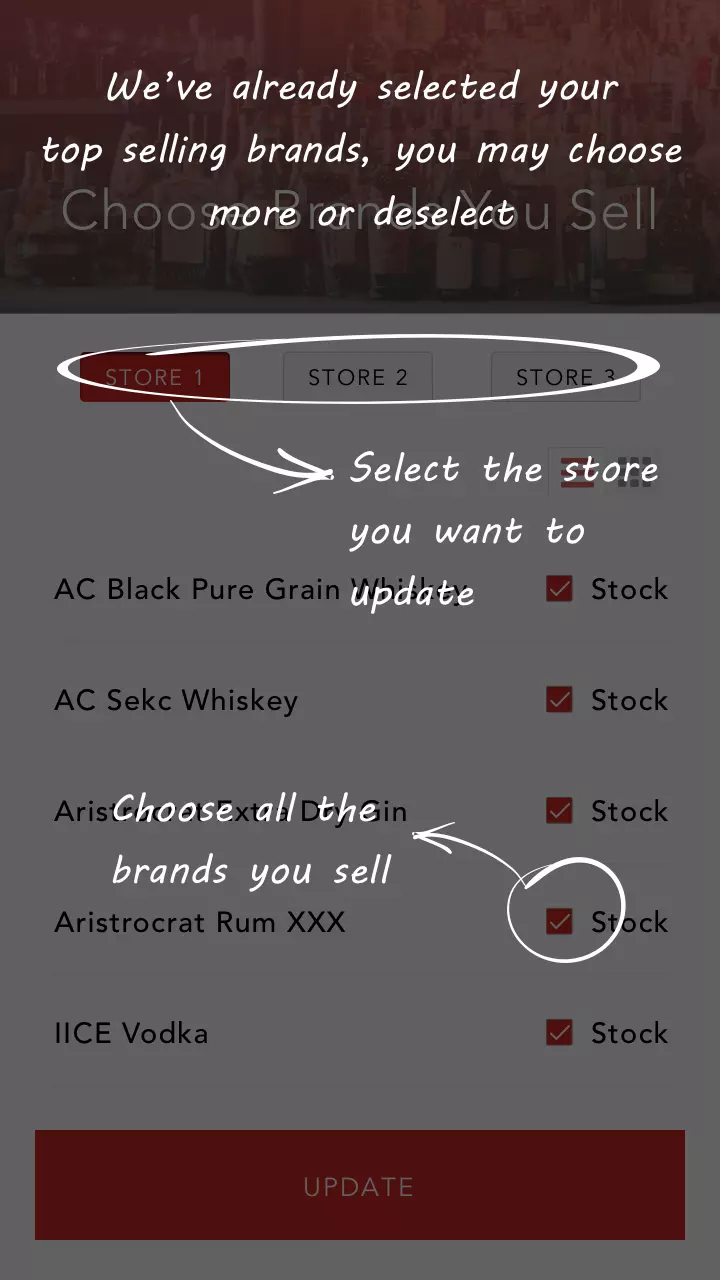 We've already selected your
top selling brands, you may choose
more or deselect
Choose Brands You Sell
STORE 1 STORE 2 STORE 3
Select the store
you want to
update
AC Black Pure Grain Whiskey Stock
AC Sekc Whiskey Stock
Aristrocrat Extra Dry Gin Stock
Choose all the
brands you sell
Aristrocrat Rum XXX Stock
IICE Vodka Stock
UPDATE